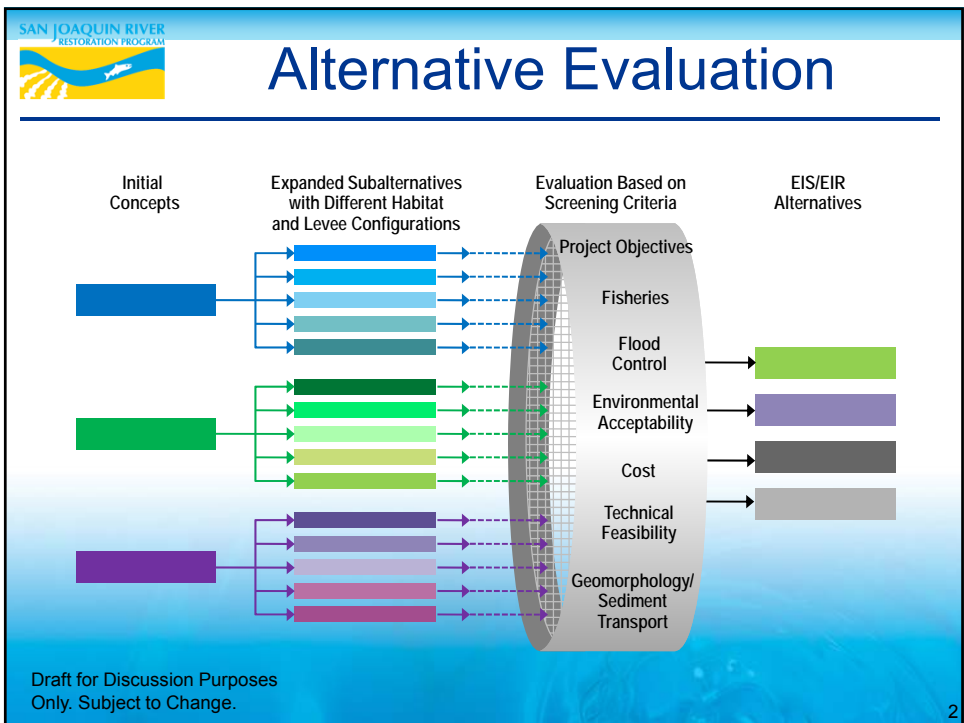 SAN JOAQUIN RIVER
RESTORATION PROGRAM
Alternative Evaluation
Initial
Concepts
Expanded Subalternatives
with Different Habitat
and Levee Configurations
Evaluation Based on
Screening Criteria
EIS/EIR
Alternatives
Project Objectives
Fisheries
Flood
Control
Environmental
Acceptability
Cost
Technical
Feasibility
Geomorphology/
Sediment
Transport
Draft for Discussion Purposes
Only. Subject to Change.
2